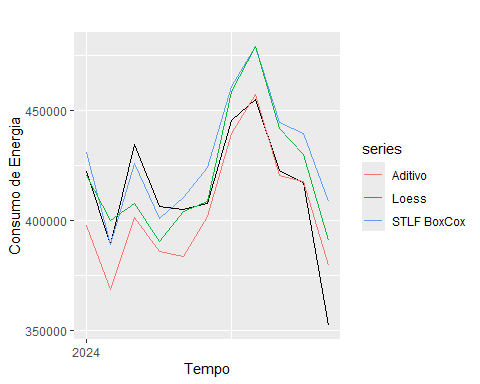 450000
400000
350000
Consumo de Energia
2024
Tempo
series
Aditivo
Loess
STLF BoxCox